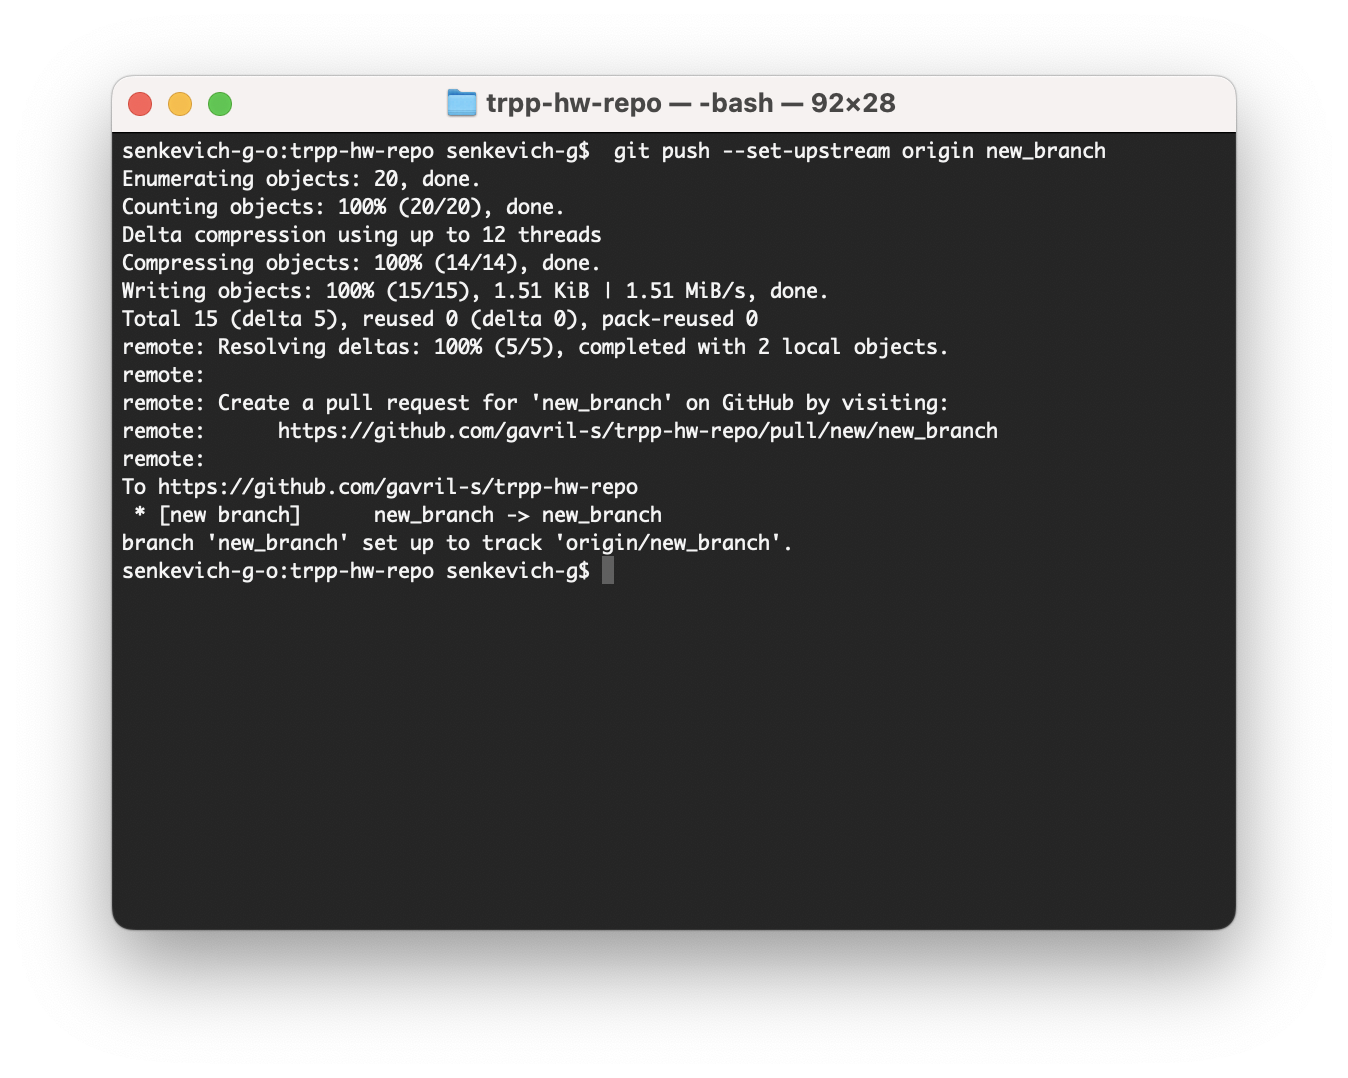 trpp-hw-repo — -bash — 92×28
senkevich-g-o:trpp-hw-repo senkevich-g$  git push --set-upstream origin new_branch
Enumerating objects: 20, done.
Counting objects: 100% (20/20), done.
Delta compression using up to 12 threads
Compressing objects: 100% (14/14), done.
Writing objects: 100% (15/15), 1.51 KiB | 1.51 MiB/s, done.
Total 15 (delta 5), reused 0 (delta 0), pack-reused 0
remote: Resolving deltas: 100% (5/5), completed with 2 local objects.
remote:
remote: Create a pull request for 'new_branch' on GitHub by visiting:
remote:      https://github.com/gavril-s/trpp-hw-repo/pull/new/new_branch
remote:
To https://github.com/gavril-s/trpp-hw-repo
 * [new branch]      new_branch -> new_branch
branch 'new_branch' set up to track 'origin/new_branch'.
senkevich-g-o:trpp-hw-repo senkevich-g$